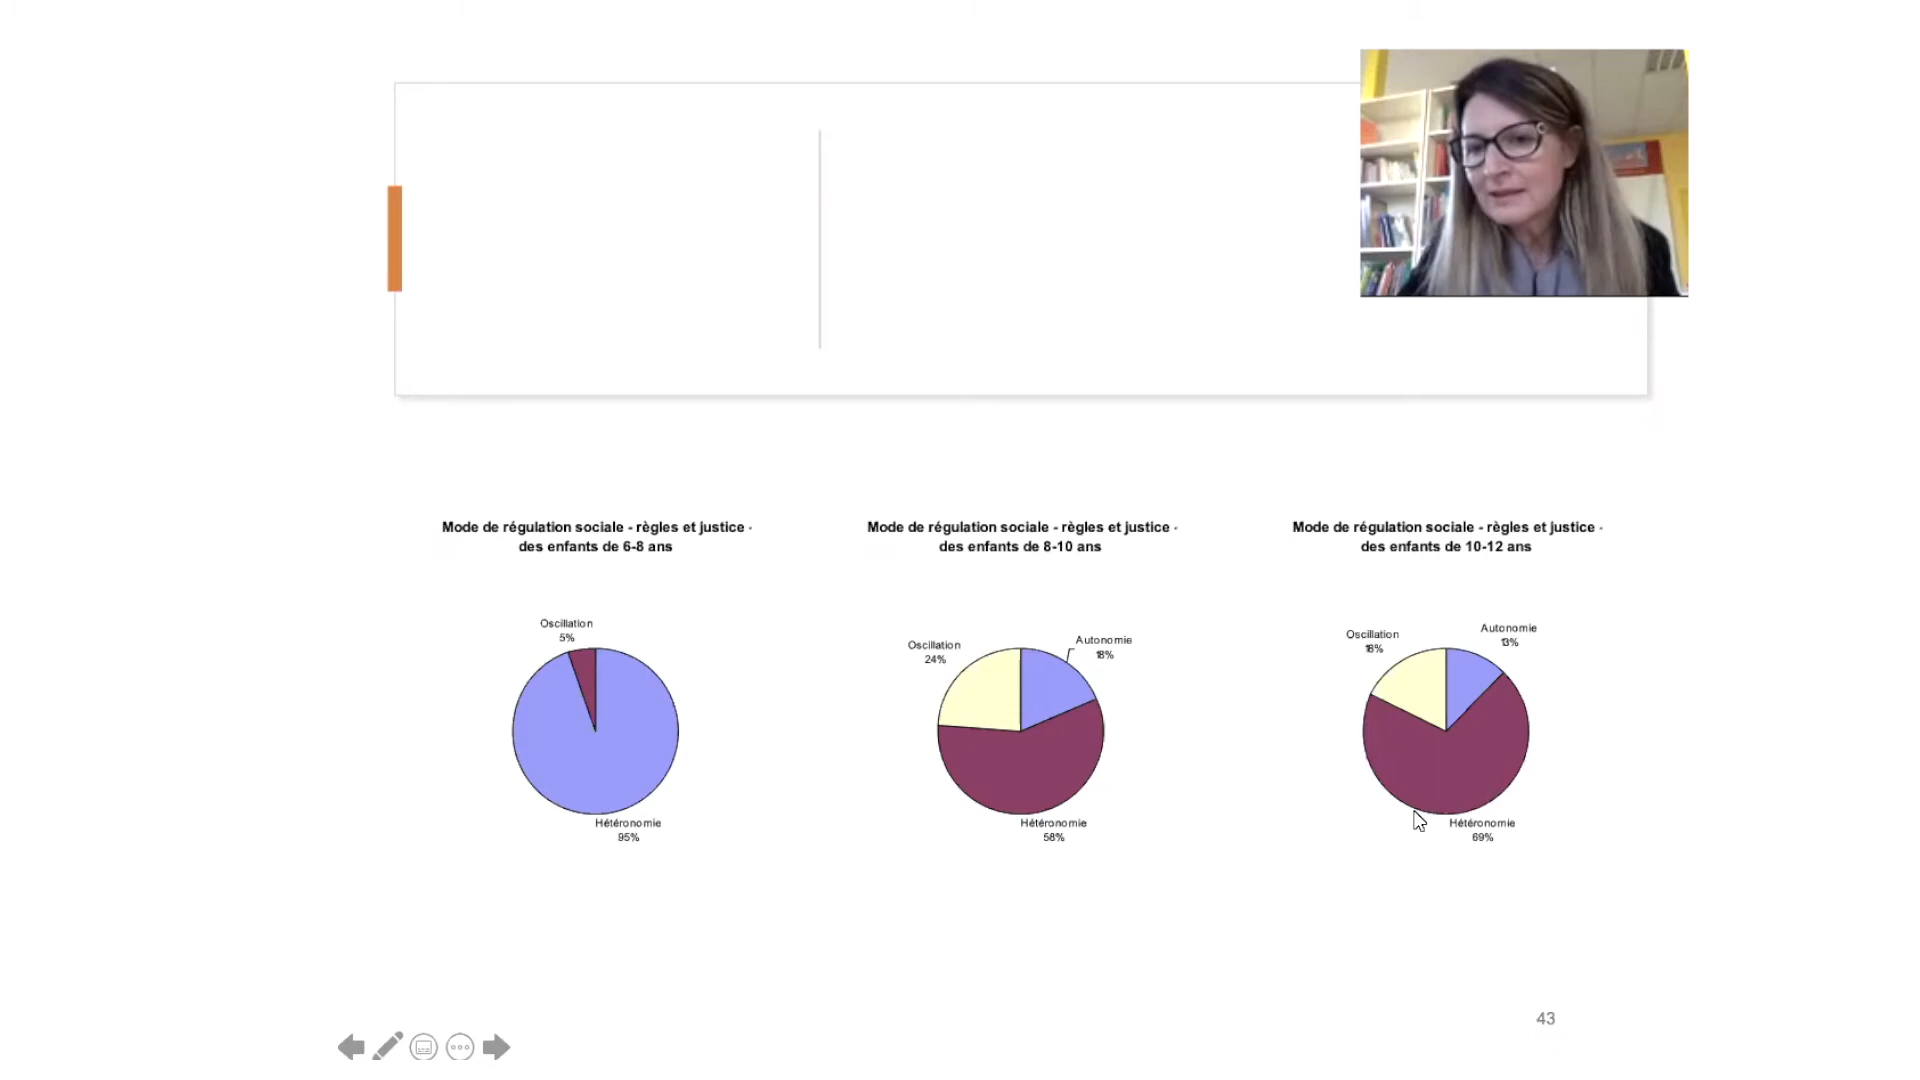 Mode de régulation sociale - règles et justice -
des enfants de 6-8 ans
Oscillation
5%
Hétéronomie
95%
Mode de régulation sociale - règles et justice -
des enfants de 8-10 ans
Oscillation
24%
Autonomie
18%
Hétéronomie
58%
Mode de régulation sociale - règles et justice -
des enfants de 10-12 ans
Oscillation
18%
Autonomie
13%
Hétéronomie
69%
43